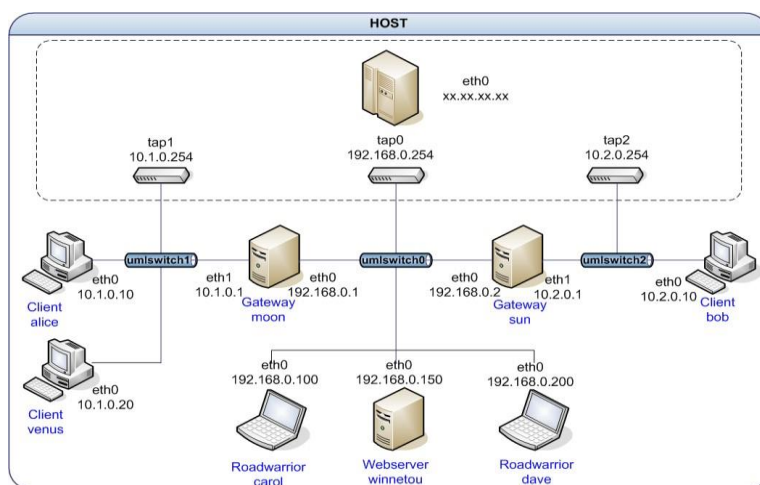 HOST
eth0
xx.xx.xx.xx
tap1
10.1.0.254
tap0
192.168.0.254
tap2
10.2.0.254
umlswitch1
umlswitch0
umlswitch2
eth0
10.1.0.10
Client
alice
eth1
10.1.0.1
Gateway
moon
eth0
192.168.0.1
eth0
192.168.0.2
Gateway
sun
eth1
10.2.0.1
eth0
10.2.0.10
Client
bob
eth0
10.1.0.20
Client
venus
eth0
192.168.0.100
eth0
192.168.0.150
eth0
192.168.0.200
Roadwarrior
carol
Webserver
winnetou
Roadwarrior
dave